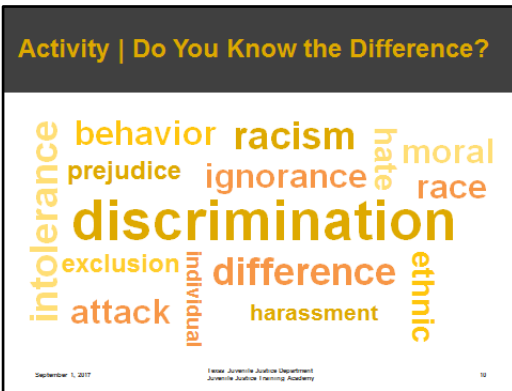 Activity | Do You Know the Difference?
intolerance
behavior
racism
hate
moral
prejudice
ignorance
race
discrimination
exclusion
individual
difference
ethnic
attack
harassment
September 1, 2017
Texas Juvenile Justice Department
Juvenile Justice Training Academy
10